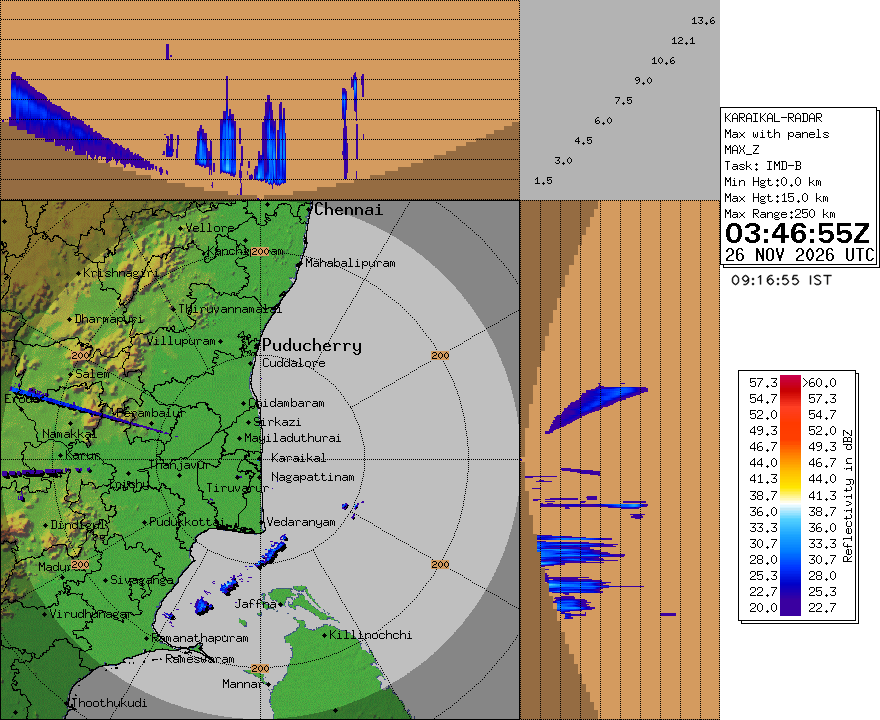 13.6
12.1
10.6
9.0
7.5
6.0
4.5
3.0
1.5
KARAIKAL-RADAR
Max with panels
MAX_Z
Task: IMD-B
Min Hgt:0.0 km
Max Hgt:15.0 km
Max Range:250 km
03:46:55Z
26 NOV 2026 UTC
09:16:55 IST
Chennai
Vellore
200
Mahabalipuram
Krishnagiri
Thiruvannamalai
Dharmapuri
Villupuram
Puducherry
200
200
Cuddalore
Salem
Chidambaram
Perambalur
Sirkazi
Namakkal
Mayiladuthurai
Karur
Karaikal
Thanjavur
Nagapattinam
Tiruvarur
Dindigul
Pudukkottai
Vedaranyam
200
200
Sivaganga
Jaffna
Virudhunagar
Ramanathapuram
Killinochchi
Rameswaram
200
Mannar
Thoothukudi
57.3 >60.0
54.7 57.3
52.0 54.7
49.3 52.0
46.7 49.3
44.0 46.7
41.3 44.0
38.7 41.3
36.0 38.7
33.3 36.0
30.7 33.3
28.0 30.7
25.3 28.0
22.7 25.3
20.0 22.7
Reflectivity in dBZ